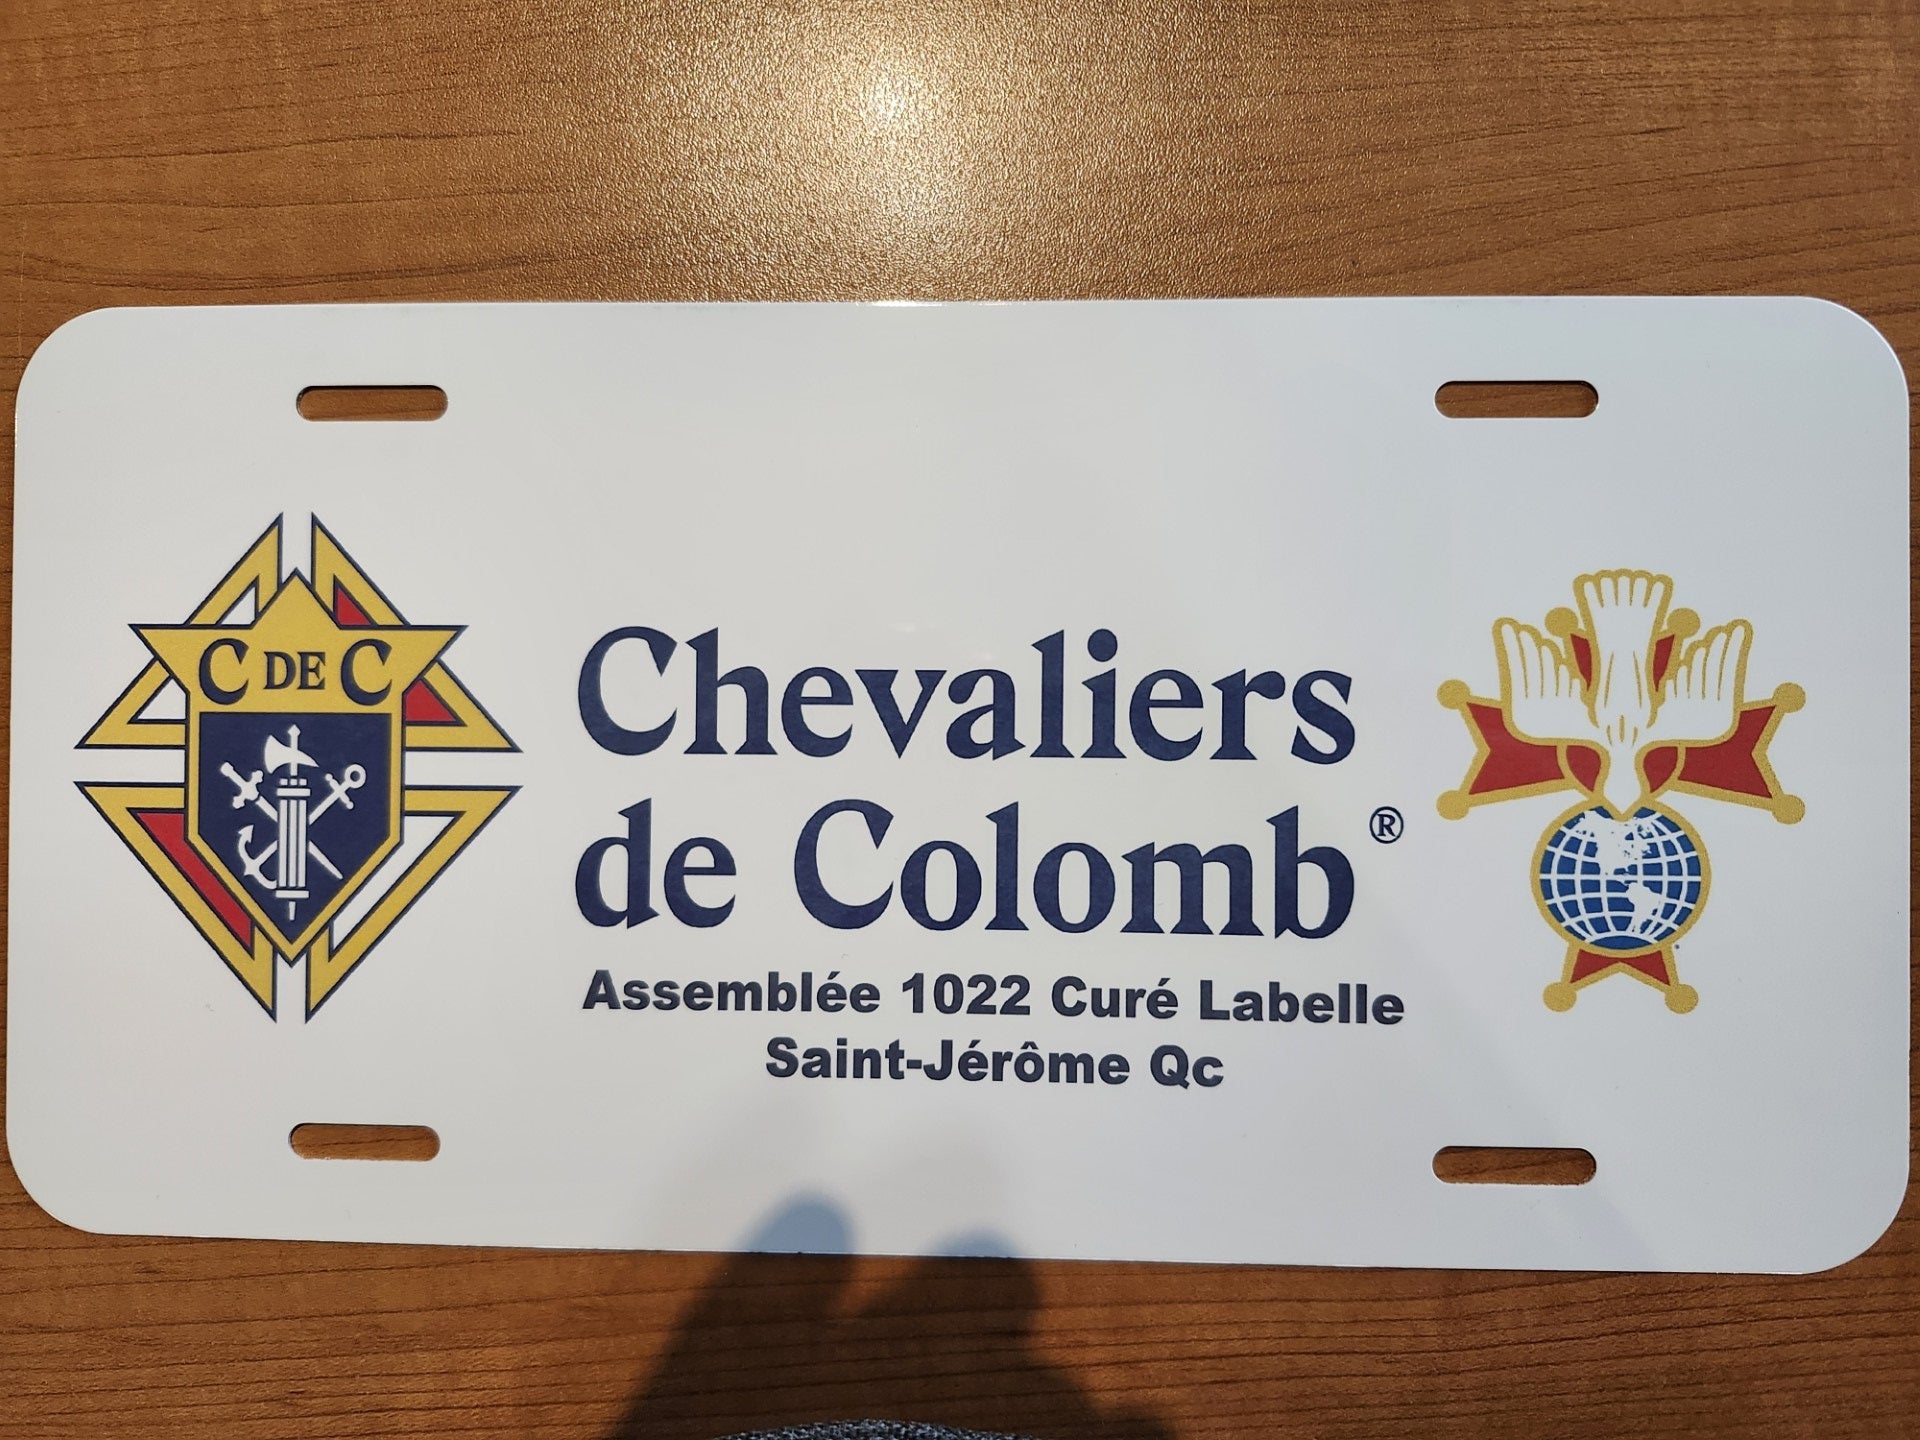 C DE C
Chevaliers
de Colomb®
Assemblée 1022 Curé Labelle
Saint-Jérôme Qc